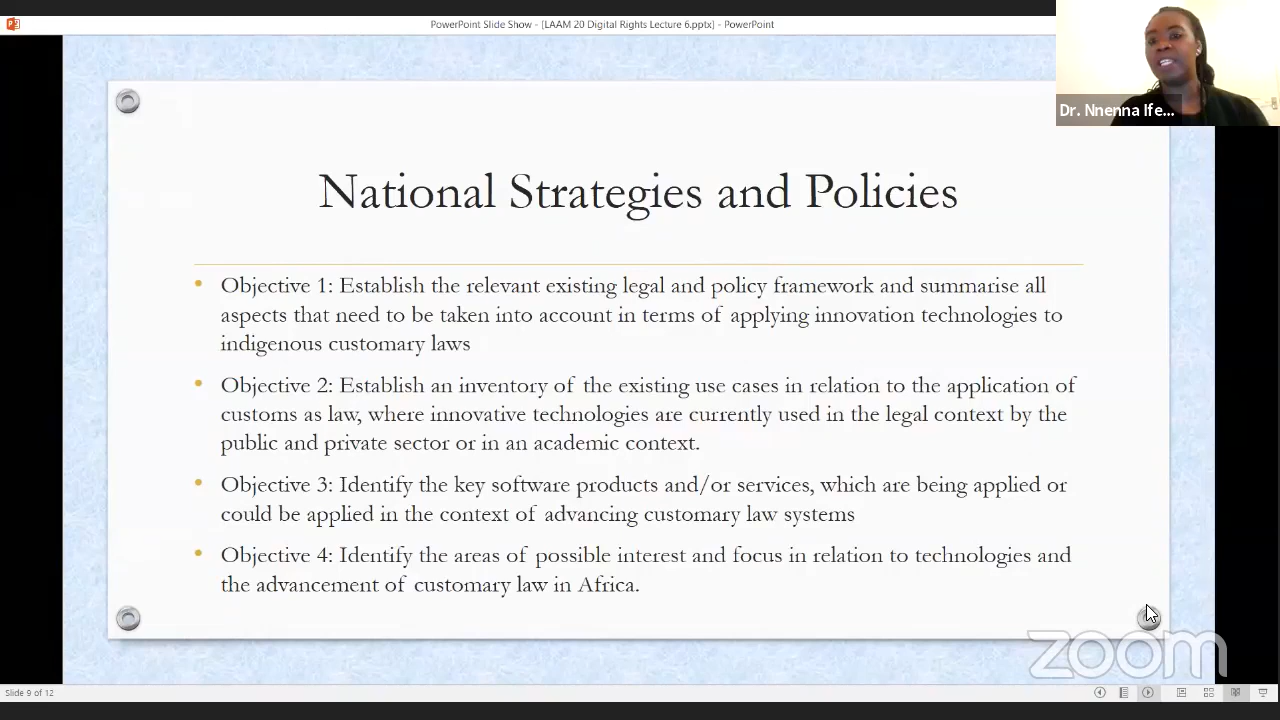 PowerPoint Slide Show - [LAAM 20 Digital Rights Lecture 6.pptx] - PowerPoint
Dr. Nnenna Ife...
National Strategies and Policies
• Objective 1: Establish the relevant existing legal and policy framework and summarise all
aspects that need to be taken into account in terms of applying innovation technologies to
indigenous customary laws
• Objective 2: Establish an inventory of the existing use cases in relation to the application of
customs as law, where innovative technologies are currently used in the legal context by the
public and private sector or in an academic context.
• Objective 3: Identify the key software products and/or services, which are being applied or
could be applied in the context of advancing customary law systems
• Objective 4: Identify the areas of possible interest and focus in relation to technologies and
the advancement of customary law in Africa.
zoom
Slide 9 of 12